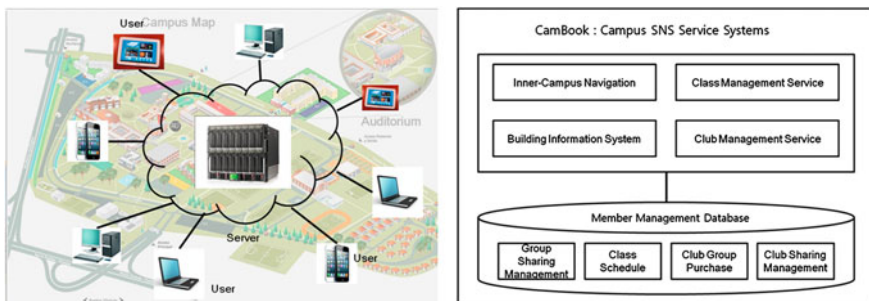 User
Campus Map
Auditorium
Server
User
User
CamBook : Campus SNS Service Systems
Inner-Campus Navigation
Class Management Service
Building Information System
Club Management Service
Member Management Database
Group
Sharing
Management
Class
Schedule
Club Group
Purchase
Club Sharing
Management